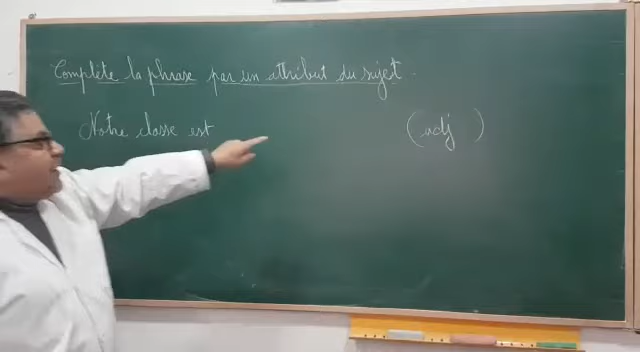 Complète la phrase par un attribut du sujet.
Notre classe est (adj )